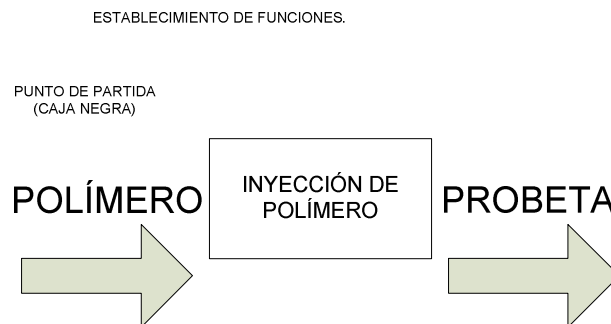 ESTABLECIMIENTO DE FUNCIONES.
PUNTO DE PARTIDA
(CAJA NEGRA)
POLÍMERO
INYECCIÓN DE
POLÍMERO
PROBETA